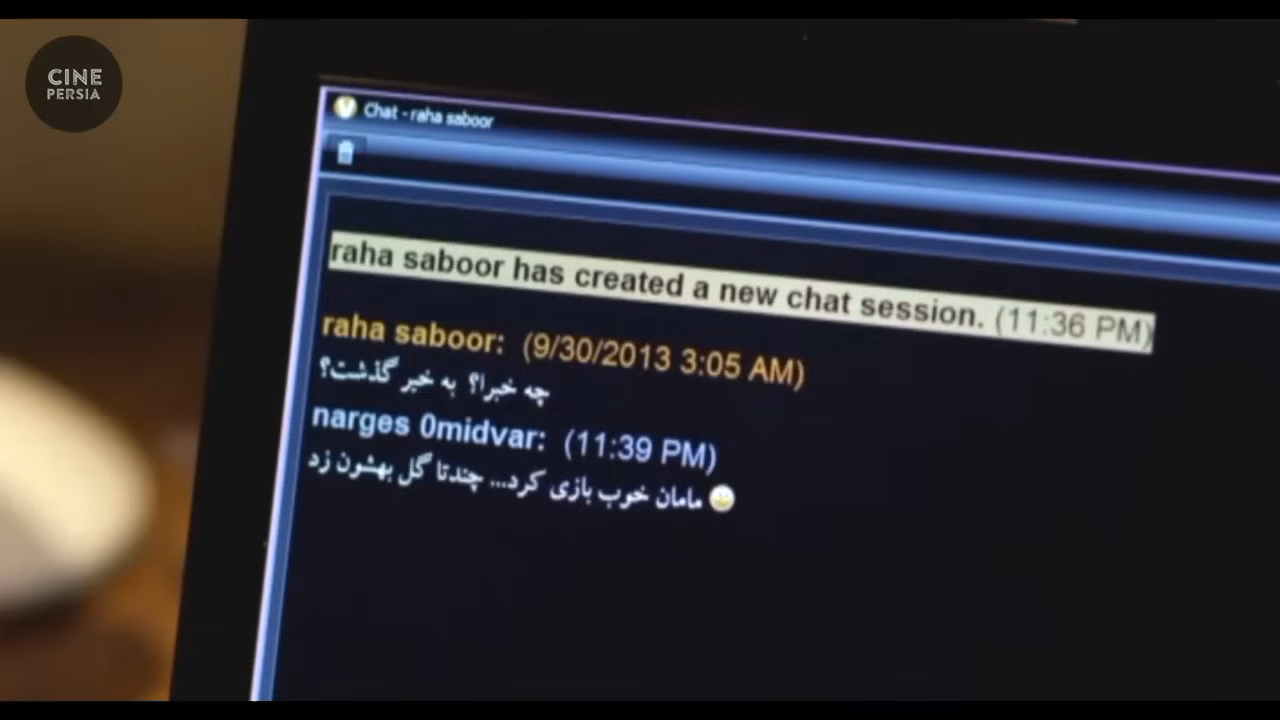 CINE
PERSIA
Chat - raha saboor
raha saboor has created a new chat session. (11:36 PM)
raha saboor: (9/30/2013 3:05 AM)
چه خبرا؟ به خیر گذشت؟
narges 0midvar: (11:39 PM)
مامان خوب بازی کرد... چندتا گل بهشون زد